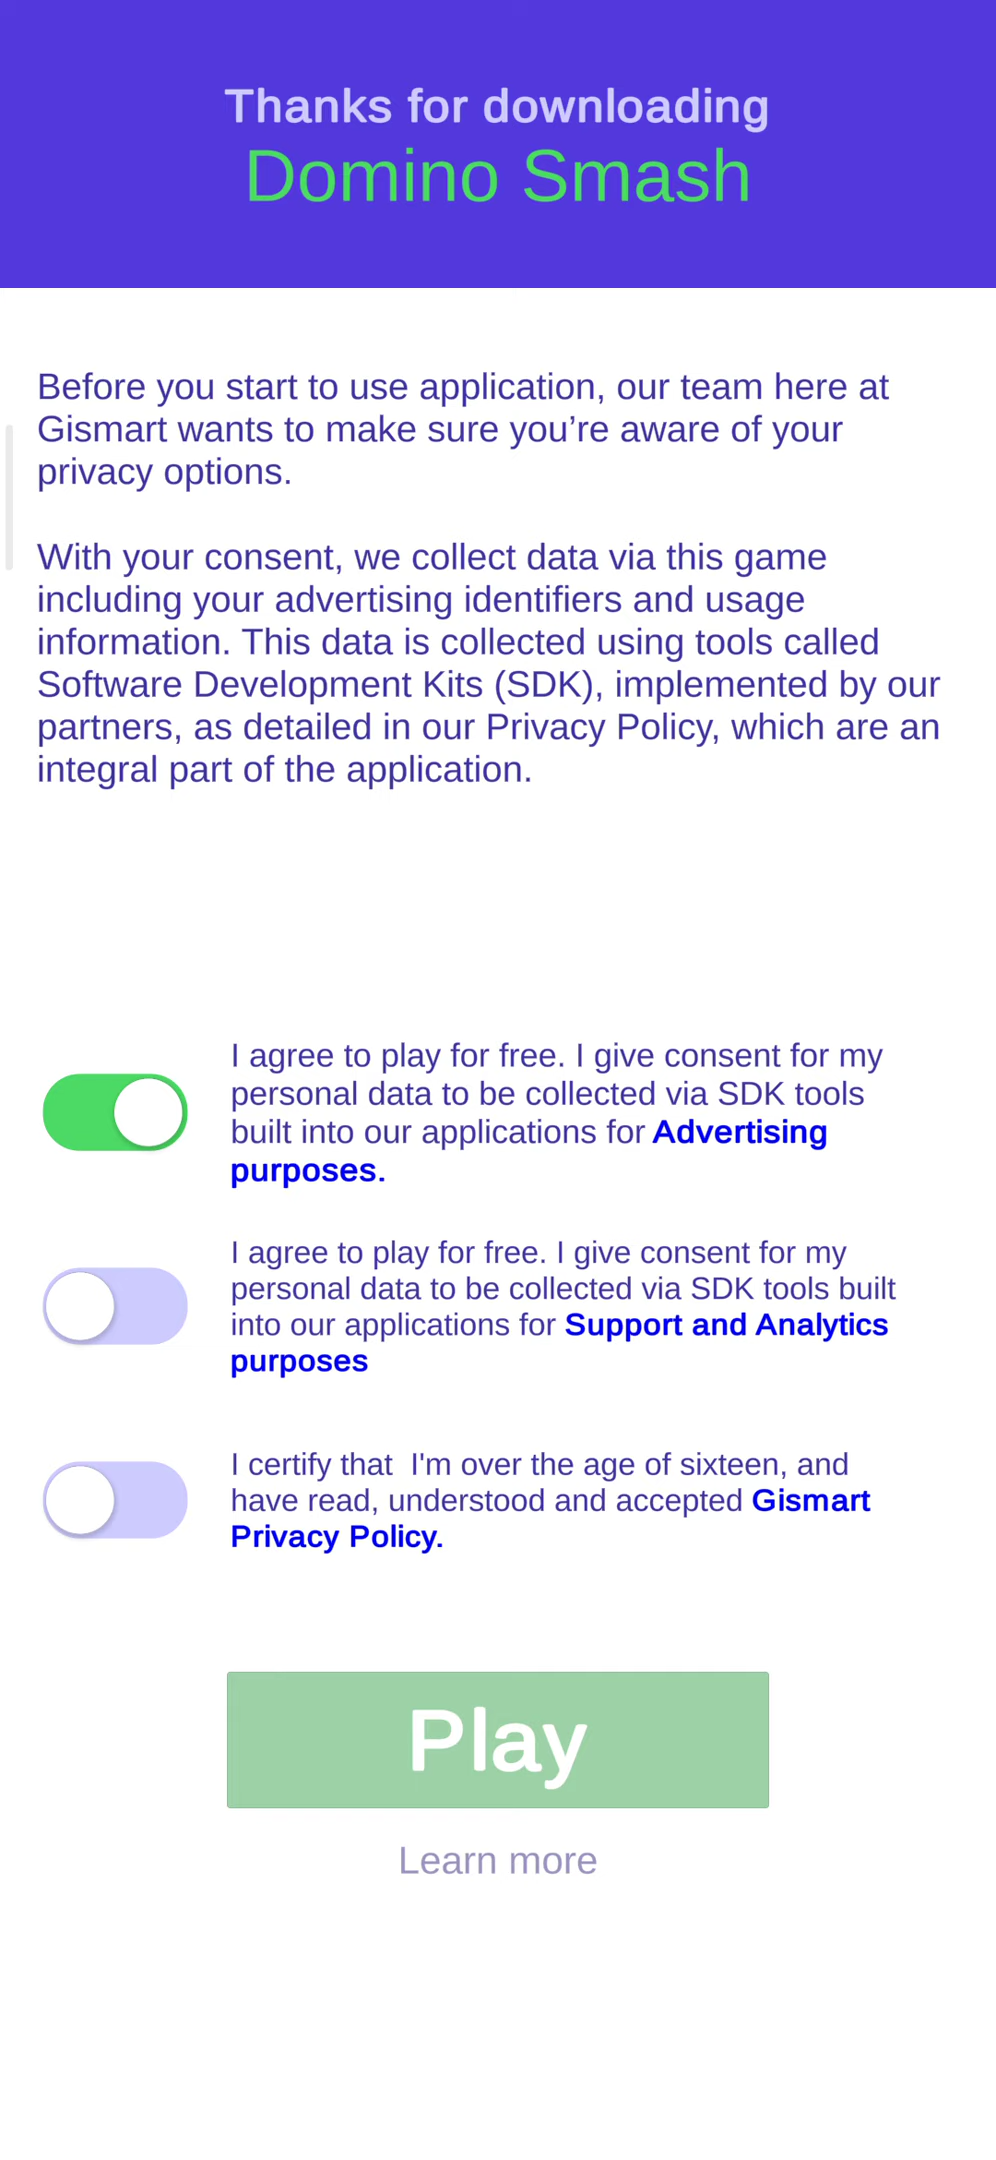 Thanks for downloading
Domino Smash
Before you start to use application, our team here at
Gismart wants to make sure you’re aware of your
privacy options.
With your consent, we collect data via this game
including your advertising identifiers and usage
information. This data is collected using tools called
Software Development Kits (SDK), implemented by our
partners, as detailed in our Privacy Policy, which are an
integral part of the application.
I agree to play for free. I give consent for my
personal data to be collected via SDK tools
built into our applications for Advertising
purposes.
I agree to play for free. I give consent for my
personal data to be collected via SDK tools built
into our applications for Support and Analytics
purposes
I certify that  I'm over the age of sixteen, and
have read, understood and accepted Gismart
Privacy Policy.
Play
Learn more